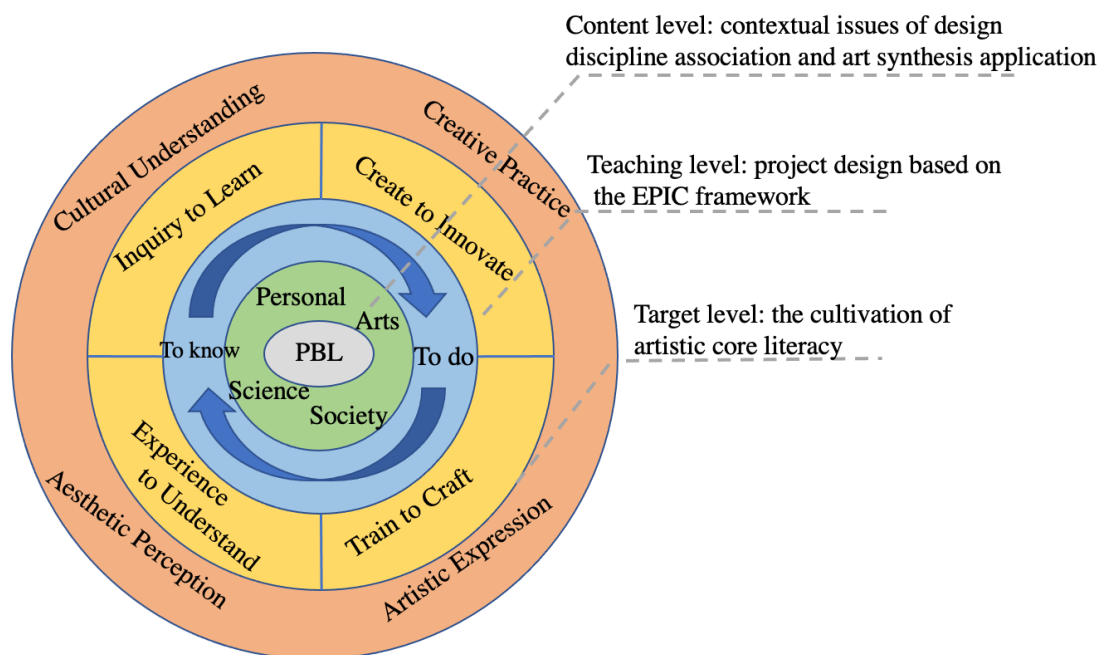 Content level: contextual issues of design
discipline association and art synthesis application
Teaching level: project design based on
the EPIC framework
Target level: the cultivation of
artistic core literacy
Cultural Understanding
Creative Practice
Inquiry to Learn
Create to Innovate
Personal
Arts
To know
PBL
To do
Science
Society
Experience
to Understand
Train to Craft
Aesthetic Perception
Artistic Expression